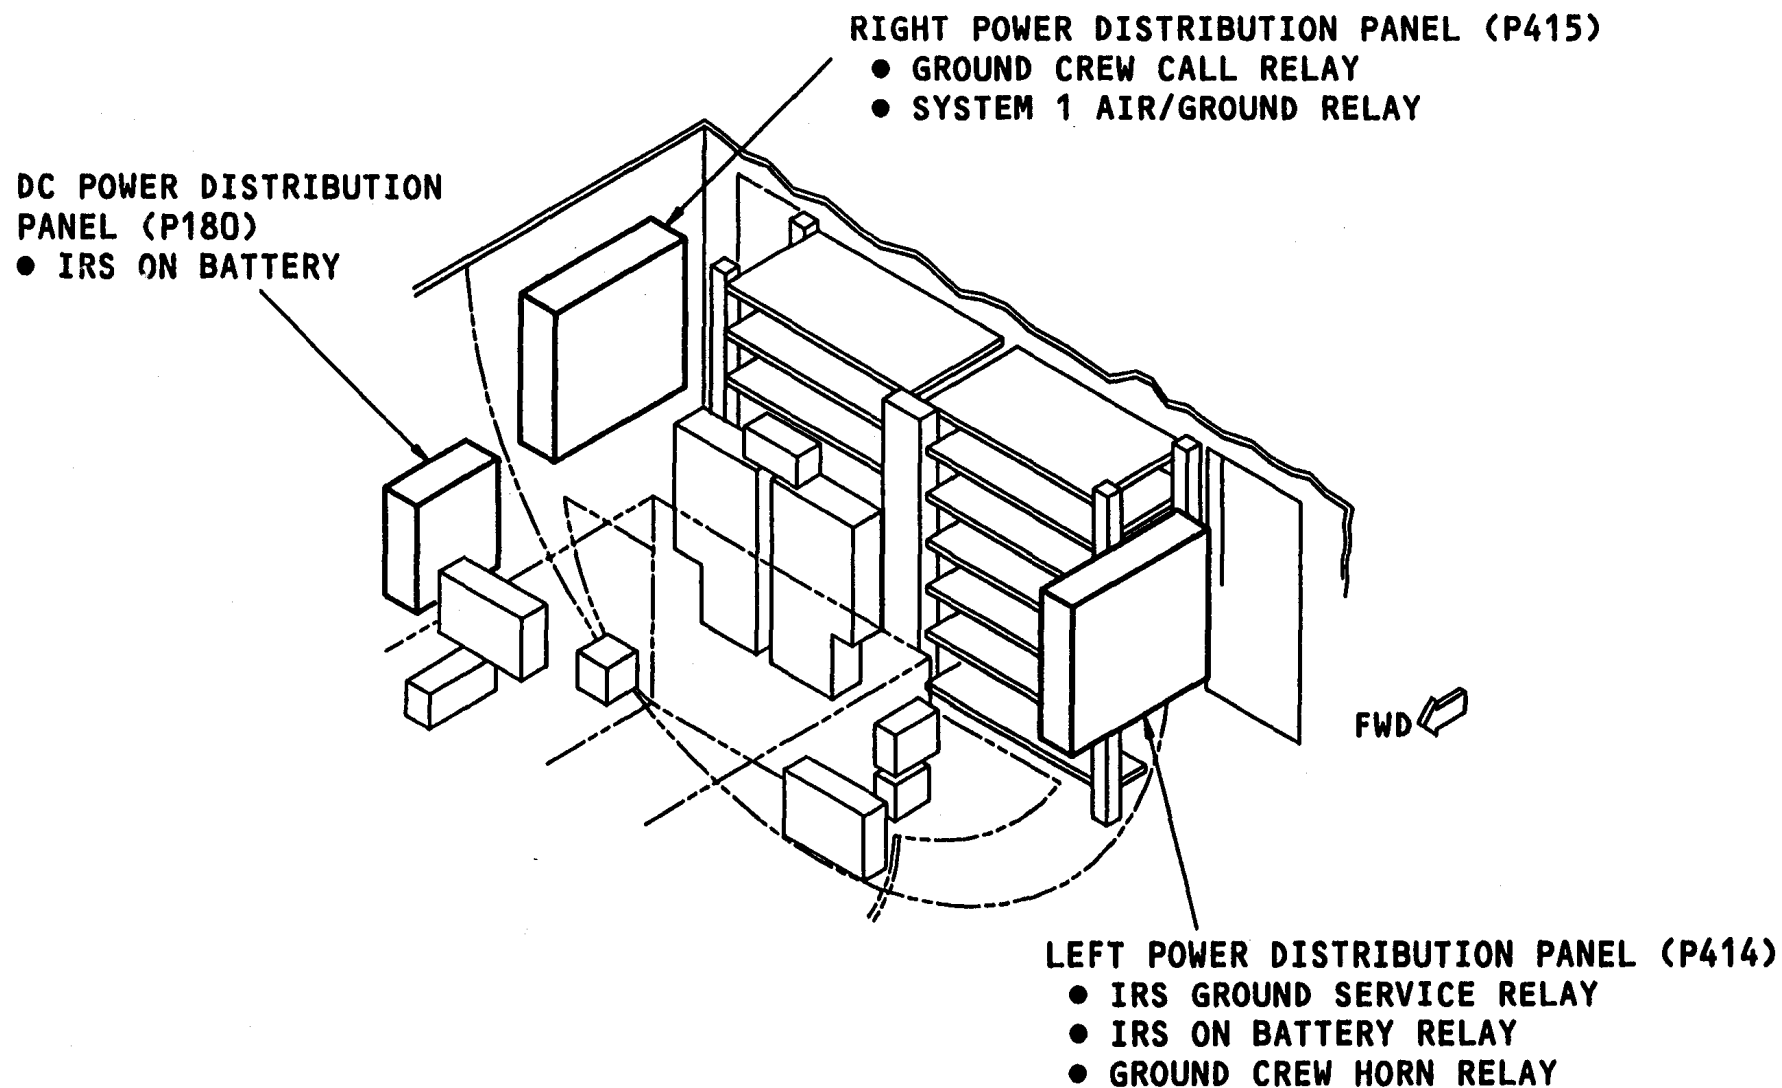 RIGHT POWER DISTRIBUTION PANEL (P415)
● GROUND CREW CALL RELAY
● SYSTEM 1 AIR/GROUND RELAY
DC POWER DISTRIBUTION
PANEL (P180)
● IRS ON BATTERY
FWD
LEFT POWER DISTRIBUTION PANEL (P414)
● IRS GROUND SERVICE RELAY
● IRS ON BATTERY RELAY
● GROUND CREW HORN RELAY